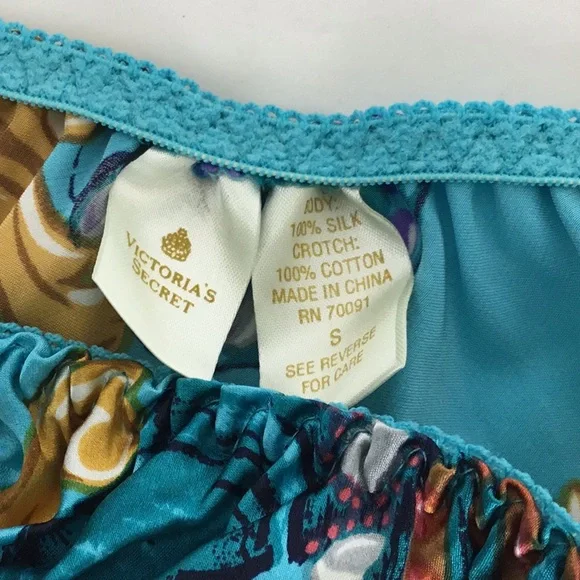 VICTORIA'S
SECRET
100% SILK
CROTCH:
100% COTTON
MADE IN CHINA
RN 70091
S
SEE REVERSE
FOR CARE